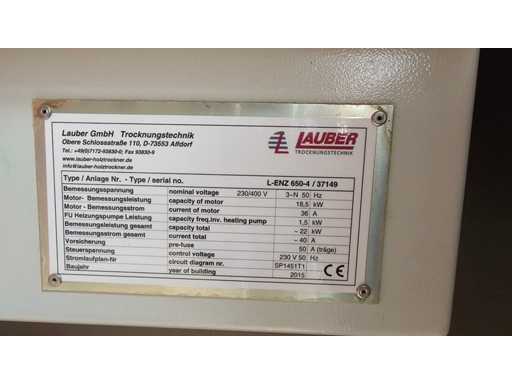 Lauber GmbH Trocknungstechnik
Obere Schlossstraße 110, D-73553 Alfdorf
Tel.: +49(0)7172-93830-0; Fax 93830-9
www.lauber-holztrockner.de
info@lauber-holztrockner.de
LAUBER
TROCKNUNGSTECHNIK
Type / Anlage Nr. - Type / serial no. L-ENZ 650-4 / 37149
Bemessungsspannung nominal voltage 230/400 V 3~N 50 Hz
Motor- Bemessungsleistung capacity of motor 18,5 kW
Motor - Bemessungsstrom current of motor 36 A
FU Heizungspumpe Leistung capacity freq.inv. heating pump 1,5 kW
Bemessungsleistung gesamt capacity total ~ 22 kW
Bemessungsstrom gesamt current total ~ 40 A
Vorsicherung pre-fuse 50 A (träge)
Steuerspannung control voltage 230 V 50 Hz
Stromlaufplan-Nr circuit diagram nr. SP1451T1
Baujahr year of building 2015
CE